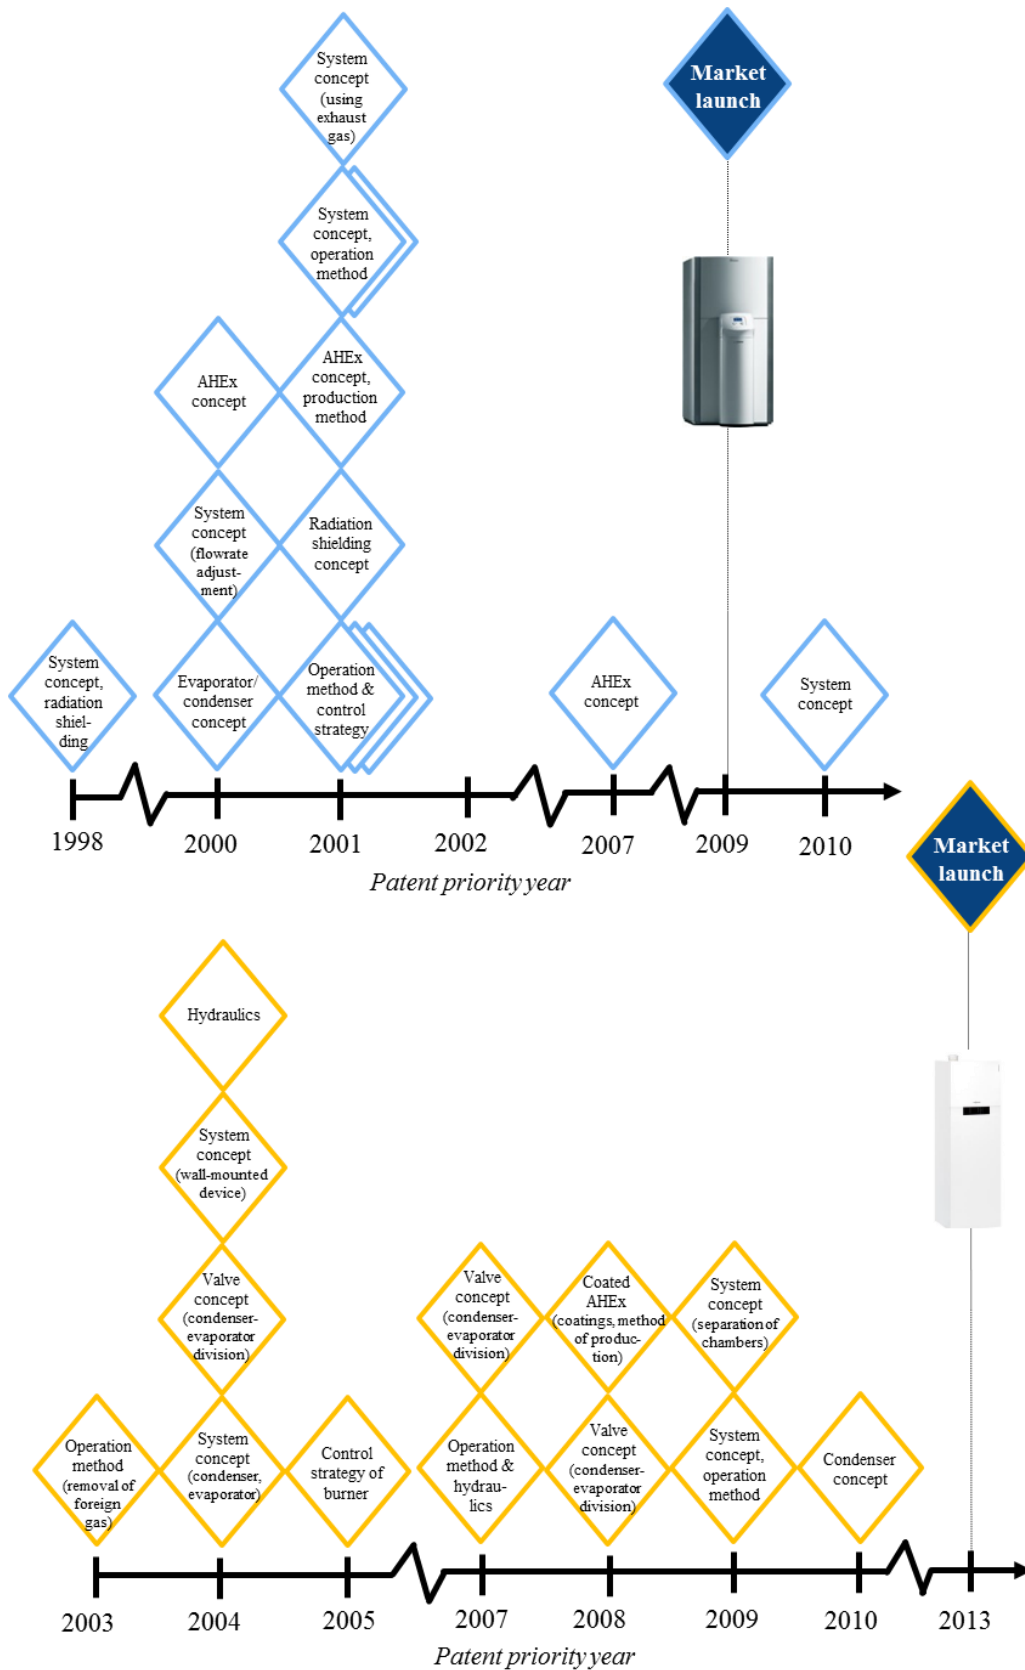 System
concept
(using
exhaust
gas)
Market
launch
System
concept,
operation
method
AHEx
concept
AHEx
concept,
production
method
System
concept
(flowrate
adjust-
ment)
Radiation
shielding
concept
System
concept,
radiation
shiel-
ding
Evaporator/
condenser
concept
Operation
method &
control
strategy
AHEx
concept
System
concept
1998 2000 2001 2002 2007 2009 2010
Patent priority year
Market
launch
Hydraulics
System
concept
(wall-mounted
device)
Valve
concept
(condenser-
evaporator
division)
Valve
concept
(condenser-
evaporator
division)
Coated
AHEx
(coatings, method
of produc-
tion)
System
concept
(separation of
chambers)
Operation
method
(removal of
foreign
gas)
System
concept
(condenser,
evaporator)
Control
strategy of
burner
Operation
method &
hydrau-
lics
Valve
concept
(condenser-
evaporator
division)
System
concept,
operation
method
Condenser
concept
2003 2004 2005 2007 2008 2009 2010 2013
Patent priority year